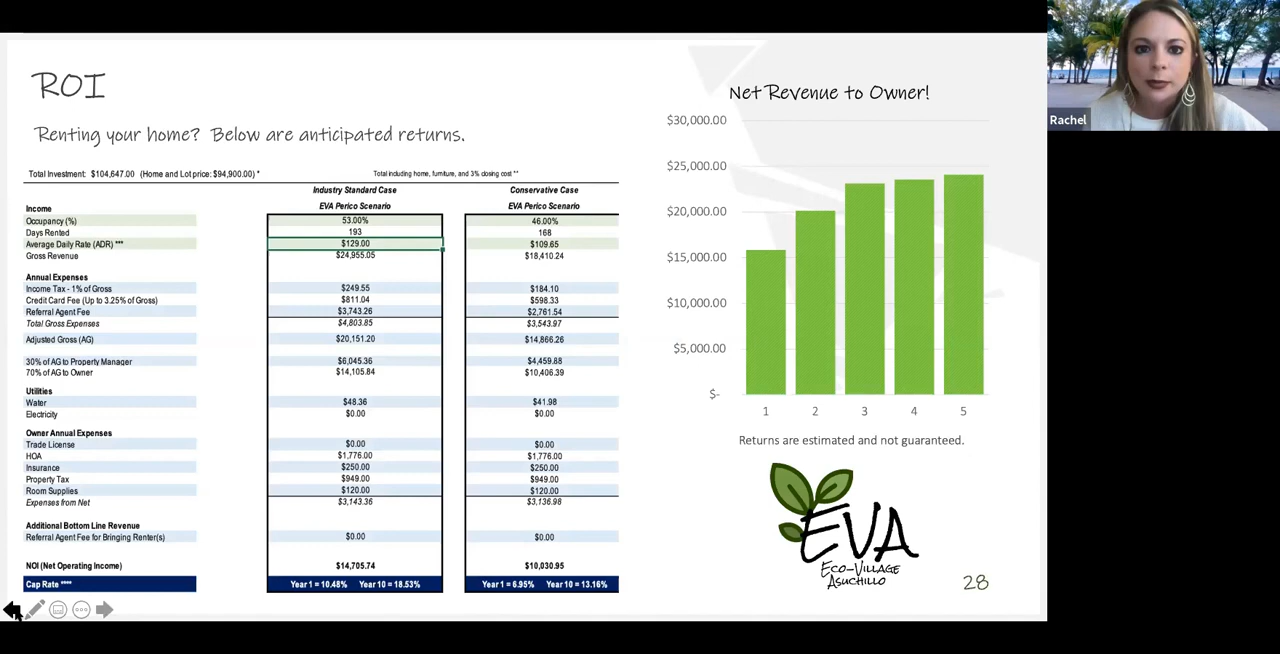 ROI
Renting your home? Below are anticipated returns.
Total Investment: $104,647.00 (Home and Lot price: $94,900.00) * Total including home, furniture, and 3% closing cost **
Industry Standard Case Conservative Case
Income EVA Perico Scenario EVA Perico Scenario
Occupancy (%) 53.00% 46.00%
Days Rented 193 168
Average Daily Rate (ADR) *** $129.00 $109.65
Gross Revenue $24,955.05 $18,410.24
Annual Expenses
Income Tax - 1% of Gross $249.55 $184.10
Credit Card Fee (Up to 3.25% of Gross) $811.04 $598.33
Referral Agent Fee $3,743.26 $2,761.54
Total Gross Expenses $4,803.85 $3,543.97
Adjusted Gross (AG) $20,151.20 $14,866.26
30% of AG to Property Manager $6,045.36 $4,459.88
70% of AG to Owner $14,105.84 $10,406.39
Utilities
Water $48.36 $41.98
Electricity $0.00 $0.00
Owner Annual Expenses
Trade License $0.00 $0.00
HOA $1,776.00 $1,776.00
Insurance $250.00 $250.00
Property Tax $949.00 $949.00
Room Supplies $120.00 $120.00
Expenses from Net $3,143.36 $3,136.98
Additional Bottom Line Revenue
Referral Agent Fee for Bringing Renter(s) $0.00 $0.00
NOI (Net Operating Income) $14,705.74 $10,030.95
Cap Rate **** Year 1 = 10.48% Year 10 = 18.53% Year 1 = 6.95% Year 10 = 13.16%
Net Revenue to Owner!
$30,000.00
$25,000.00
$20,000.00
$15,000.00
$10,000.00
$5,000.00
$-
1 2 3 4 5
Returns are estimated and not guaranteed.
EVA
Eco-Village
Asuchillo
28
Rachel